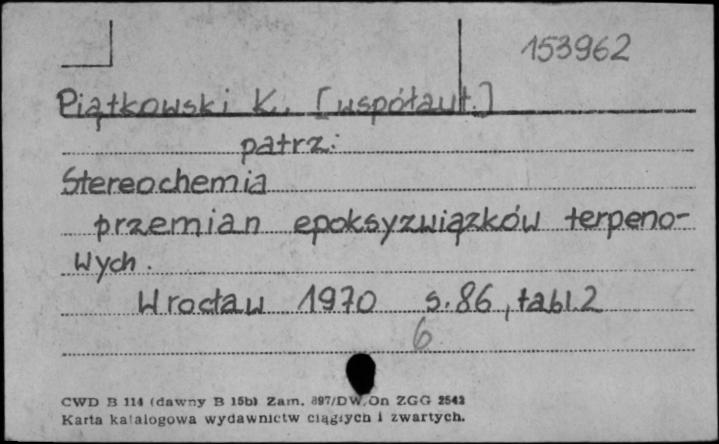 153962
Piątkowski K. [współaut.]
patrz:
Stereochemia
przemian epoksyzwiązków terpeno-
wych.
Wrocław 1970 s. 86, tabl. 2
6
CWD B 114 (dawny B 15b) Zam. 897/DW/On ZGG 2542
Karta katalogowa wydawnictw ciągłych i zwartych.